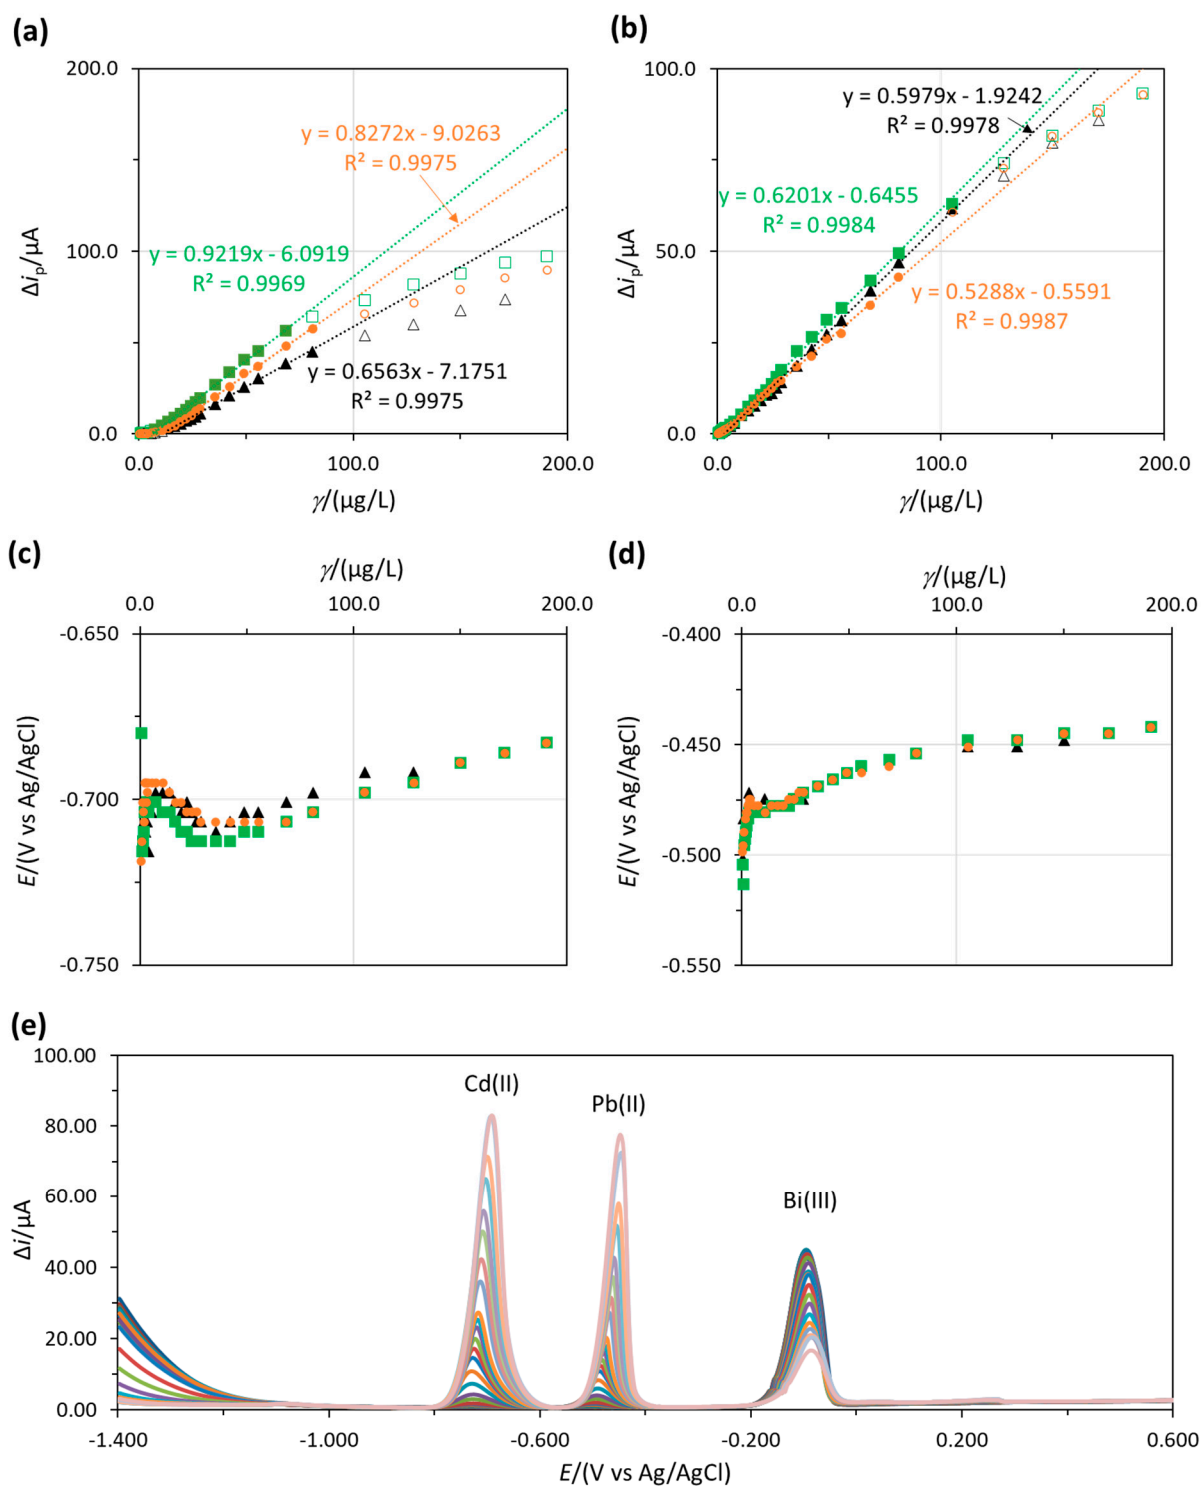 (a)
200.0
100.0
0.0
Δip/µA
y = 0.8272x - 9.0263
R² = 0.9975
y = 0.9219x - 6.0919
R² = 0.9969
y = 0.6563x - 7.1751
R² = 0.9975
0.0 100.0 200.0
γ/(µg/L)
(b)
100.0
50.0
0.0
Δip/µA
y = 0.5979x - 1.9242
R² = 0.9978
y = 0.6201x - 0.6455
R² = 0.9984
y = 0.5288x - 0.5591
R² = 0.9987
0.0 100.0 200.0
γ/(µg/L)
(c)
γ/(µg/L)
0.0 100.0 200.0
-0.650
-0.700
-0.750
E/(V vs Ag/AgCl)
(d)
γ/(µg/L)
0.0 100.0 200.0
-0.400
-0.450
-0.500
-0.550
E/(V vs Ag/AgCl)
(e)
100.00
80.00
60.00
40.00
20.00
0.00
Δi/µA
Cd(II)
Pb(II)
Bi(III)
-1.400 -1.000 -0.600 -0.200 0.200 0.600
E/(V vs Ag/AgCl)